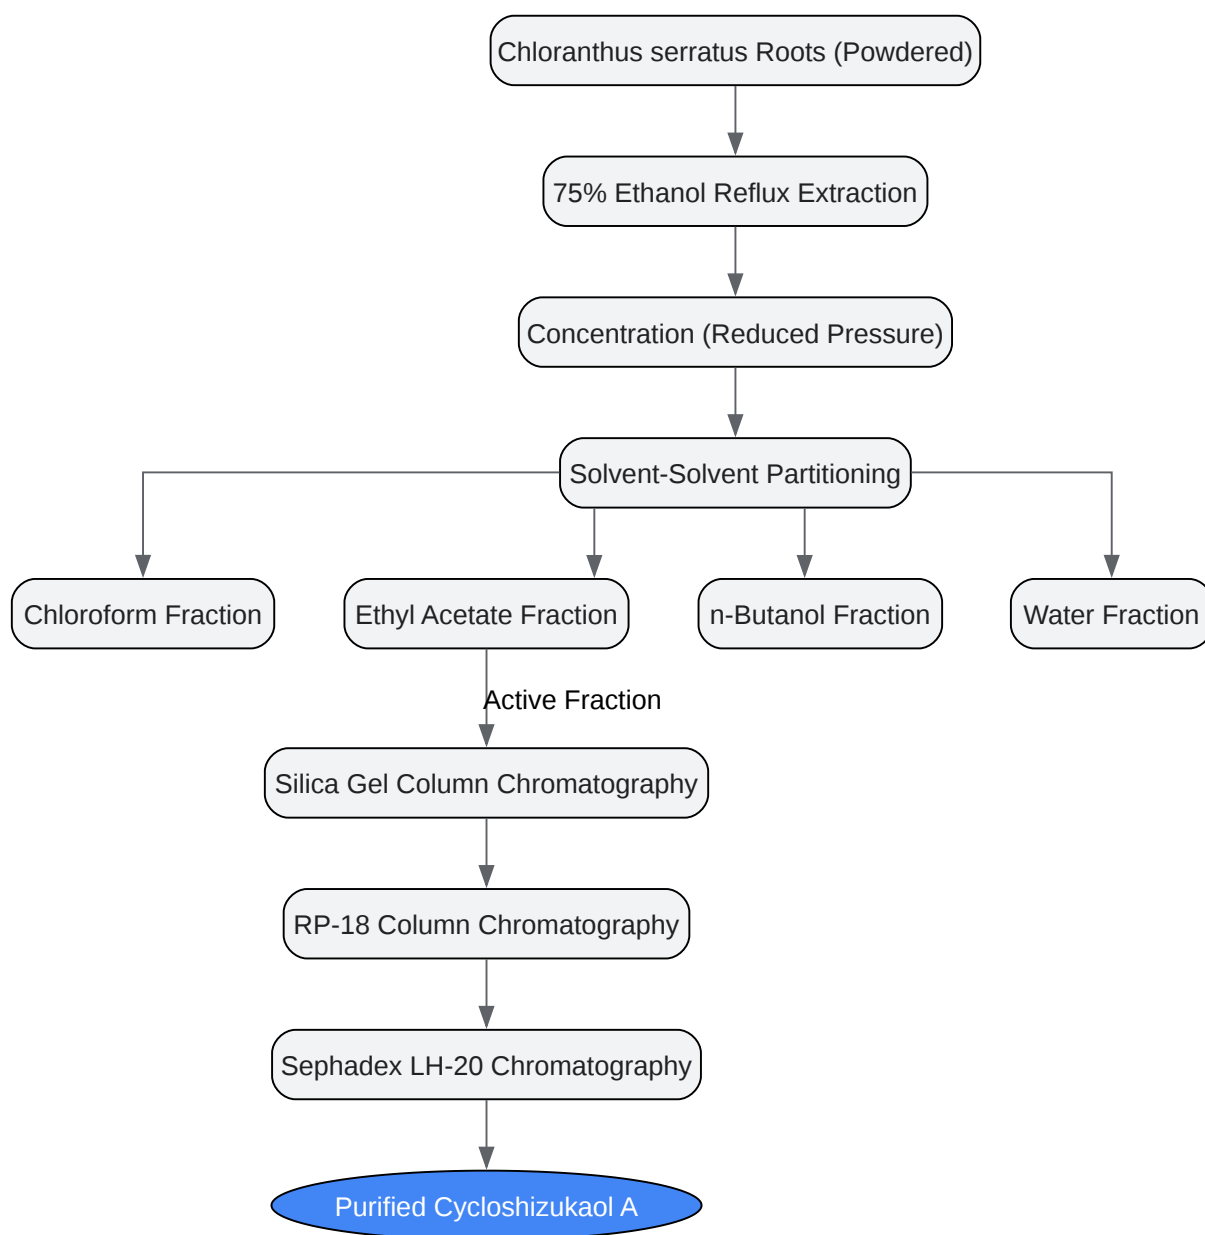 Chloranthus serratus Roots (Powdered)
75% Ethanol Reflux Extraction
Concentration (Reduced Pressure)
Solvent-Solvent Partitioning
Chloroform Fraction
Ethyl Acetate Fraction
n-Butanol Fraction
Water Fraction
Active Fraction
Silica Gel Column Chromatography
RP-18 Column Chromatography
Sephadex LH-20 Chromatography
Purified Cycloshizukaol A